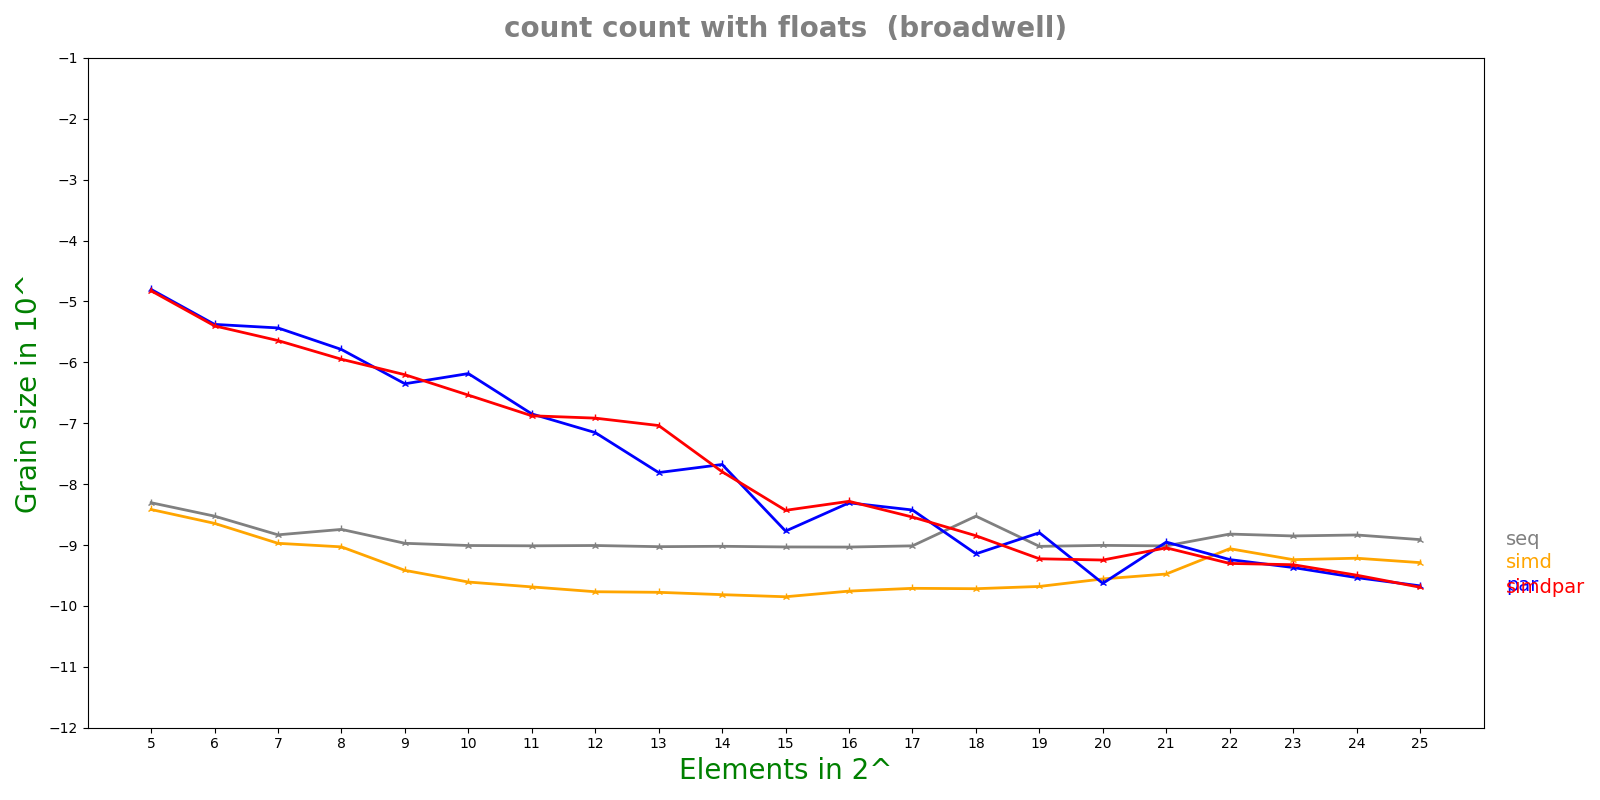 count count with floats (broadwell)
−1
−2
−3
−4
−5
−6
−7
−8
−9
−10
−11
−12
Grain size in 10^
5 6 7 8 9 10 11 12 13 14 15 16 17 18 19 20 21 22 23 24 25
Elements in 2^
seq
simd
par
simdpar